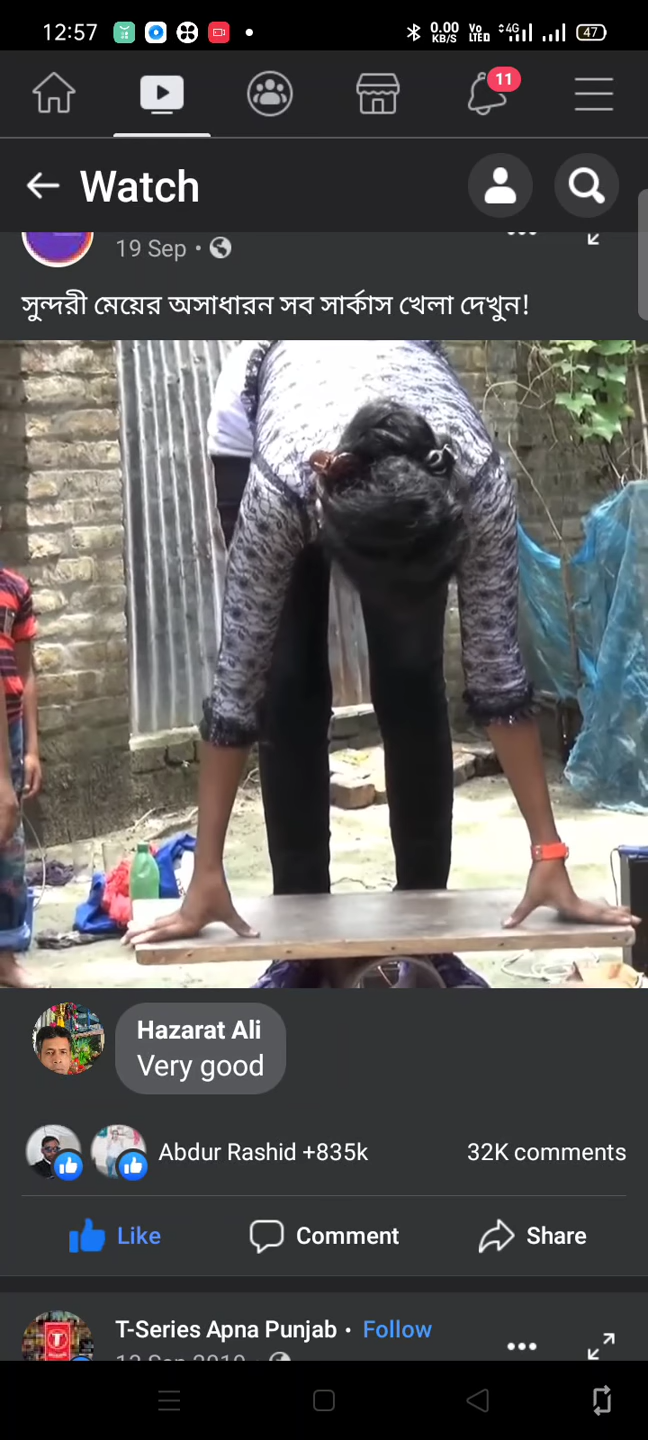 12:57
0.00 KB/S Vo LTED 4G 47
11
Watch
19 Sep •
সুন্দরী মেয়ের অসাধারন সব সার্কাস খেলা দেখুন!
Hazarat Ali
Very good
Abdur Rashid +835k 32K comments
Like Comment Share
T-Series Apna Punjab • Follow